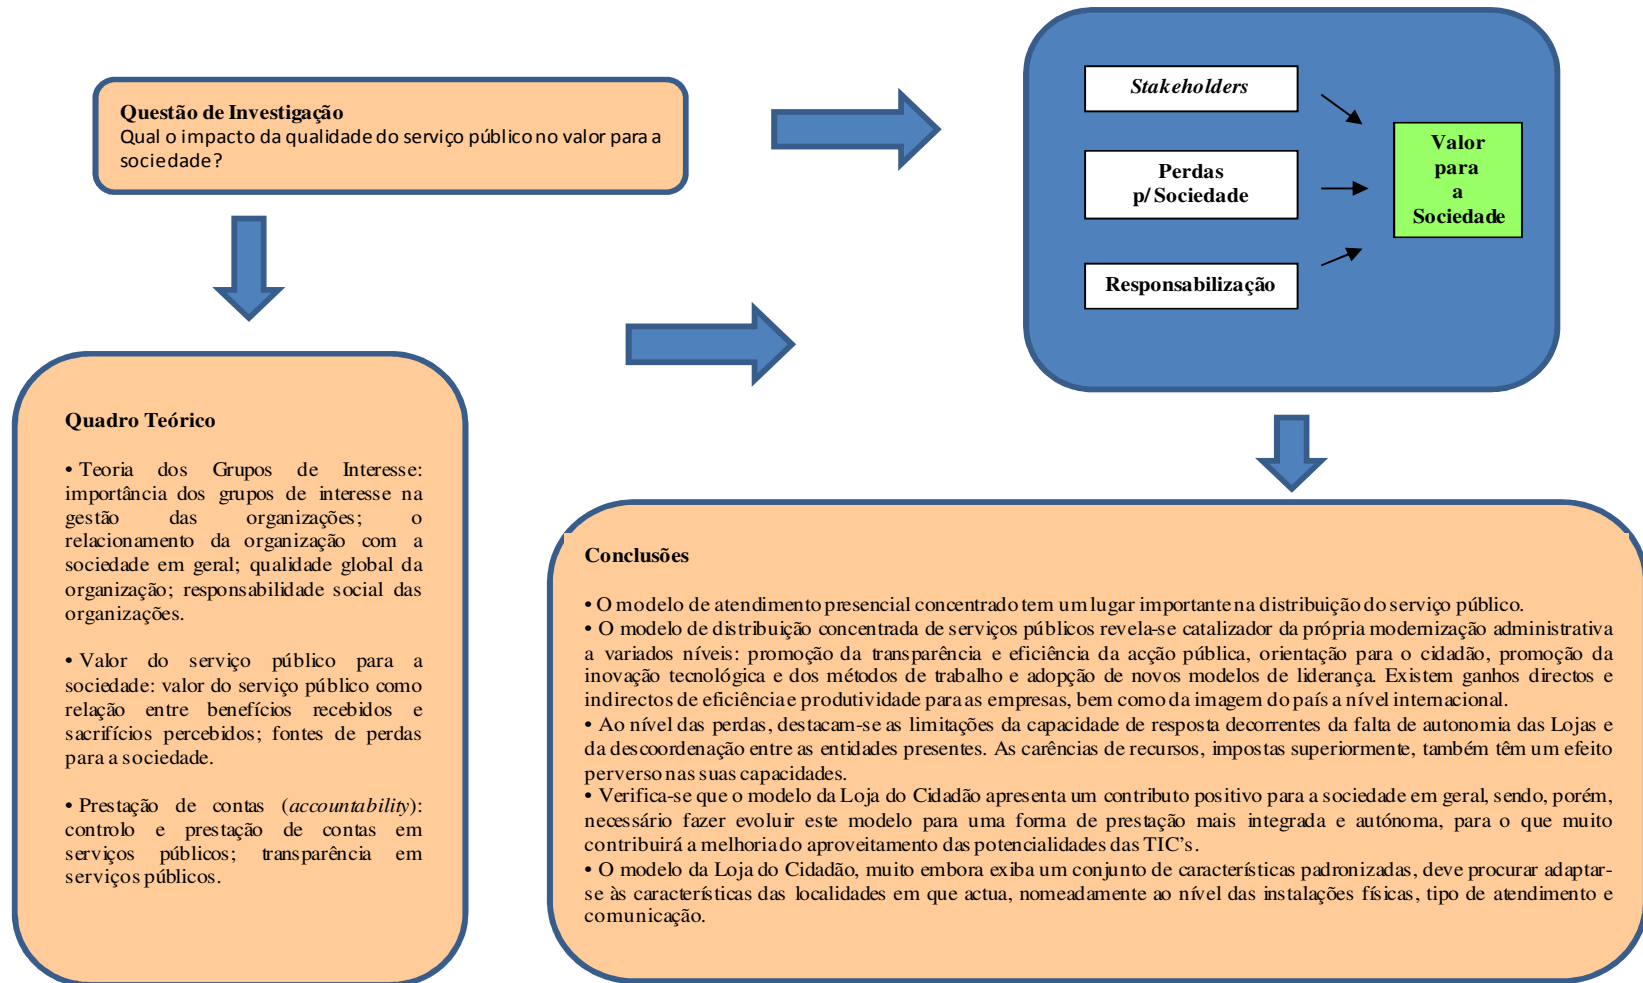 Questão de Investigação
Qual o impacto da qualidade do serviço público no valor para a
sociedade?
Stakeholders
Perdas
p/ Sociedade
Responsabilização
Valor
para
a
Sociedade
Quadro Teórico
• Teoria dos Grupos de Interesse:
importância dos grupos de interesse na
gestão das organizações; o
relacionamento da organização com a
sociedade em geral; qualidade global da
organização; responsabilidade social das
organizações.
• Valor do serviço público para a
sociedade: valor do serviço público como
relação entre benefícios recebidos e
sacrifícios percebidos; fontes de perdas
para a sociedade.
• Prestação de contas (accountability):
controlo e prestação de contas em
serviços públicos; transparência em
serviços públicos.
Conclusões
• O modelo de atendimento presencial concentrado tem um lugar importante na distribuição do serviço público.
• O modelo de distribuição concentrada de serviços públicos revela-se catalizador da própria modernização administrativa
a variados níveis: promoção da transparência e eficiência da acção pública, orientação para o cidadão, promoção da
inovação tecnológica e dos métodos de trabalho e adopção de novos modelos de liderança. Existem ganhos directos e
indirectos de eficiência e produtividade para as empresas, bem como da imagem do país a nível internacional.
• Ao nível das perdas, destacam-se as limitações da capacidade de resposta decorrentes da falta de autonomia das Lojas e
da descoordenação entre as entidades presentes. As carências de recursos, impostas superiormente, também têm um efeito
perverso nas suas capacidades.
• Verifica-se que o modelo da Loja do Cidadão apresenta um contributo positivo para a sociedade em geral, sendo, porém,
necessário fazer evoluir este modelo para uma forma de prestação mais integrada e autónoma, para o que muito
contribuirá a melhoria do aproveitamento das potencialidades das TIC's.
• O modelo da Loja do Cidadão, muito embora exiba um conjunto de características padronizadas, deve procurar adaptar-
se às características das localidades em que actua, nomeadamente ao nível das instalações físicas, tipo de atendimento e
comunicação.